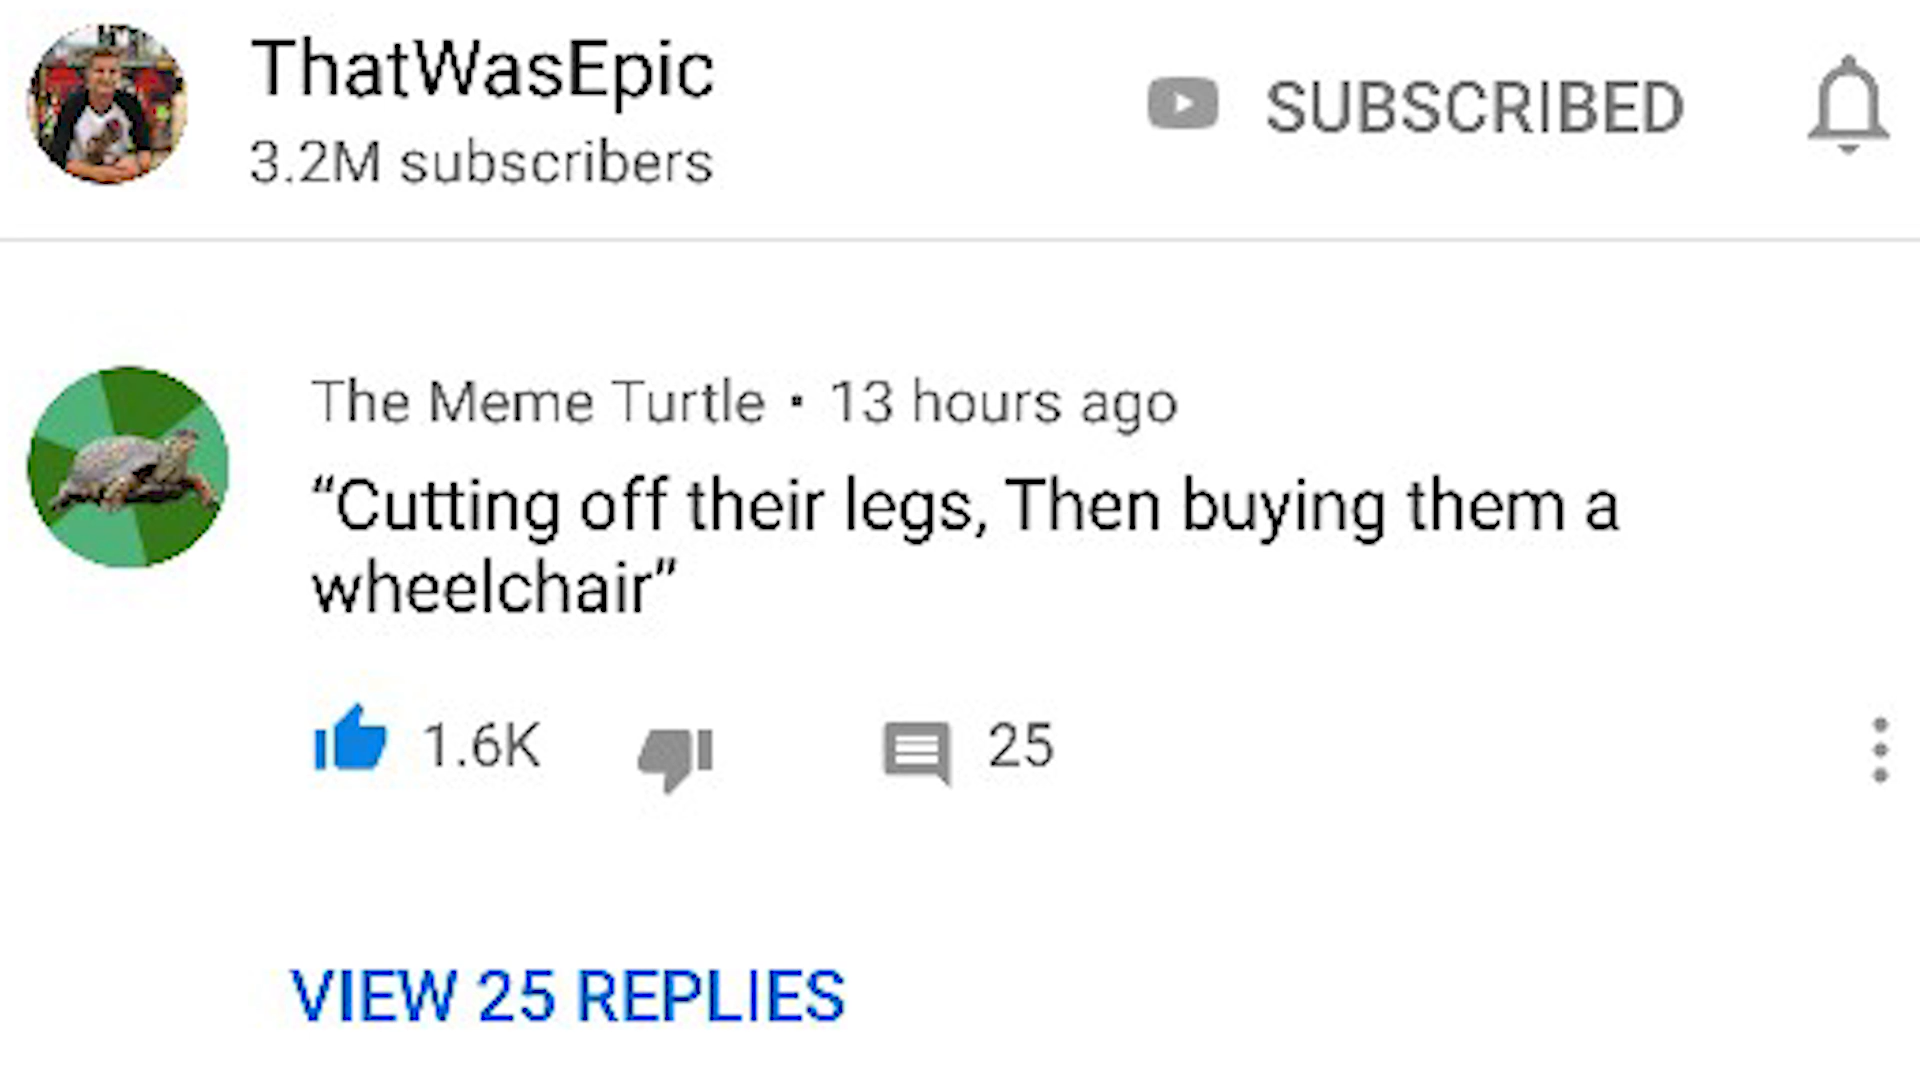 ThatWasEpic
3.2M subscribers
SUBSCRIBED
The Meme Turtle • 13 hours ago
“Cutting off their legs, Then buying them a
wheelchair”
1.6K
25
VIEW 25 REPLIES